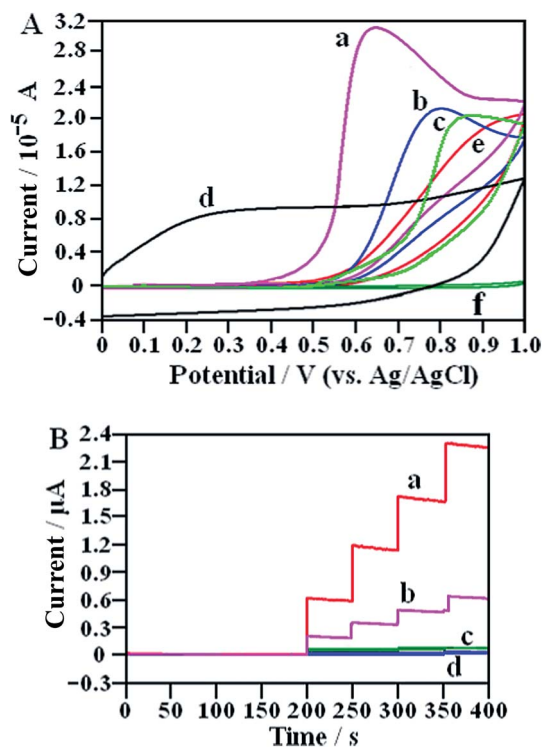 A
3.2
2.8
2.4
2.0
1.6
1.2
0.8
0.4
0
−0.4
Current / 10⁻⁵ A
a
b
c
e
d
f
0 0.1 0.2 0.3 0.4 0.5 0.6 0.7 0.8 0.9 1.0
Potential / V (vs. Ag/AgCl)
B
2.4
2.1
1.8
1.5
1.2
0.9
0.6
0.3
0
−0.3
Current / µA
a
b
c
d
0 50 100 150 200 250 300 350 400
Time / s